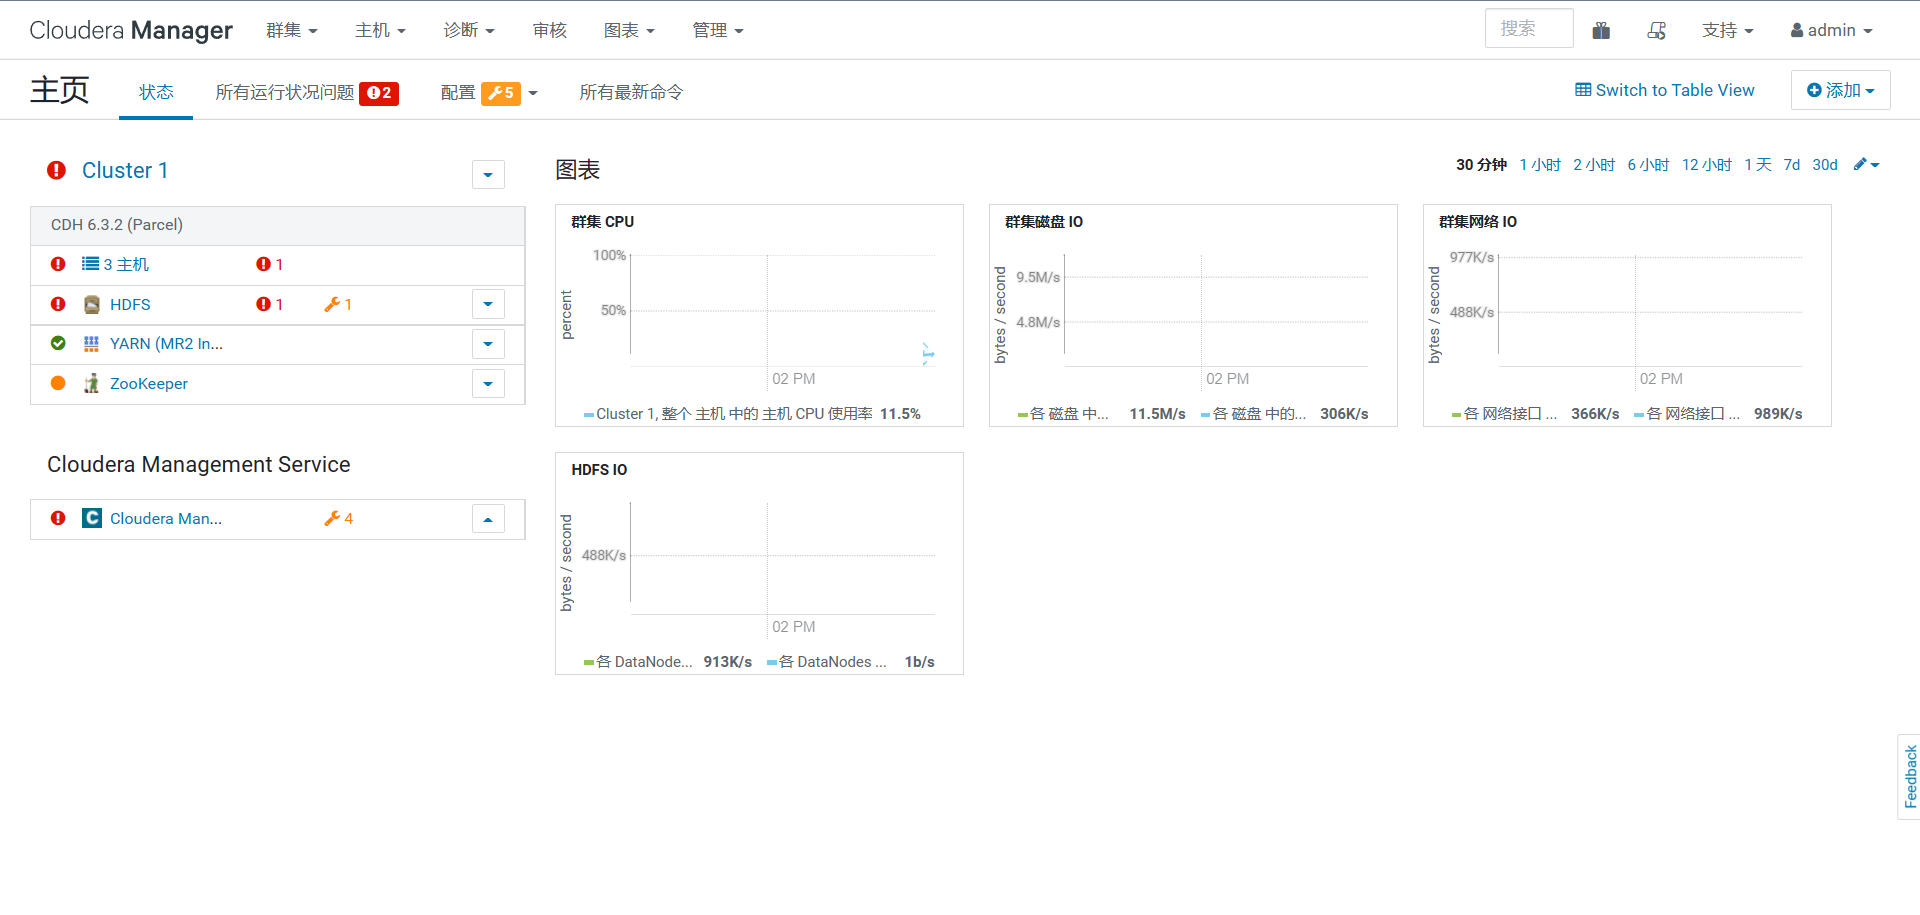 Cloudera Manager 群集 主机 诊断 审核 图表 管理 搜索 支持 admin
主页 状态 所有运行状况问题 2 配置 5 所有最新命令 Switch to Table View 添加
Cluster 1
CDH 6.3.2 (Parcel)
3 主机 1
HDFS 1 1
YARN (MR2 In...
ZooKeeper
Cloudera Management Service
C Cloudera Man... 4
图表
30 分钟 1 小时 2 小时 6 小时 12 小时 1 天 7d 30d
群集 CPU
percent
100%
50%
02 PM
Cluster 1, 整个 主机 中的 主机 CPU 使用率 11.5%
群集磁盘 IO
bytes / second
9.5M/s
4.8M/s
02 PM
各 磁盘 中... 11.5M/s 各 磁盘 中的... 306K/s
群集网络 IO
bytes / second
977K/s
488K/s
02 PM
各 网络接口 ... 366K/s 各 网络接口 ... 989K/s
HDFS IO
bytes / second
488K/s
02 PM
各 DataNode... 913K/s 各 DataNodes ... 1b/s
Feedback